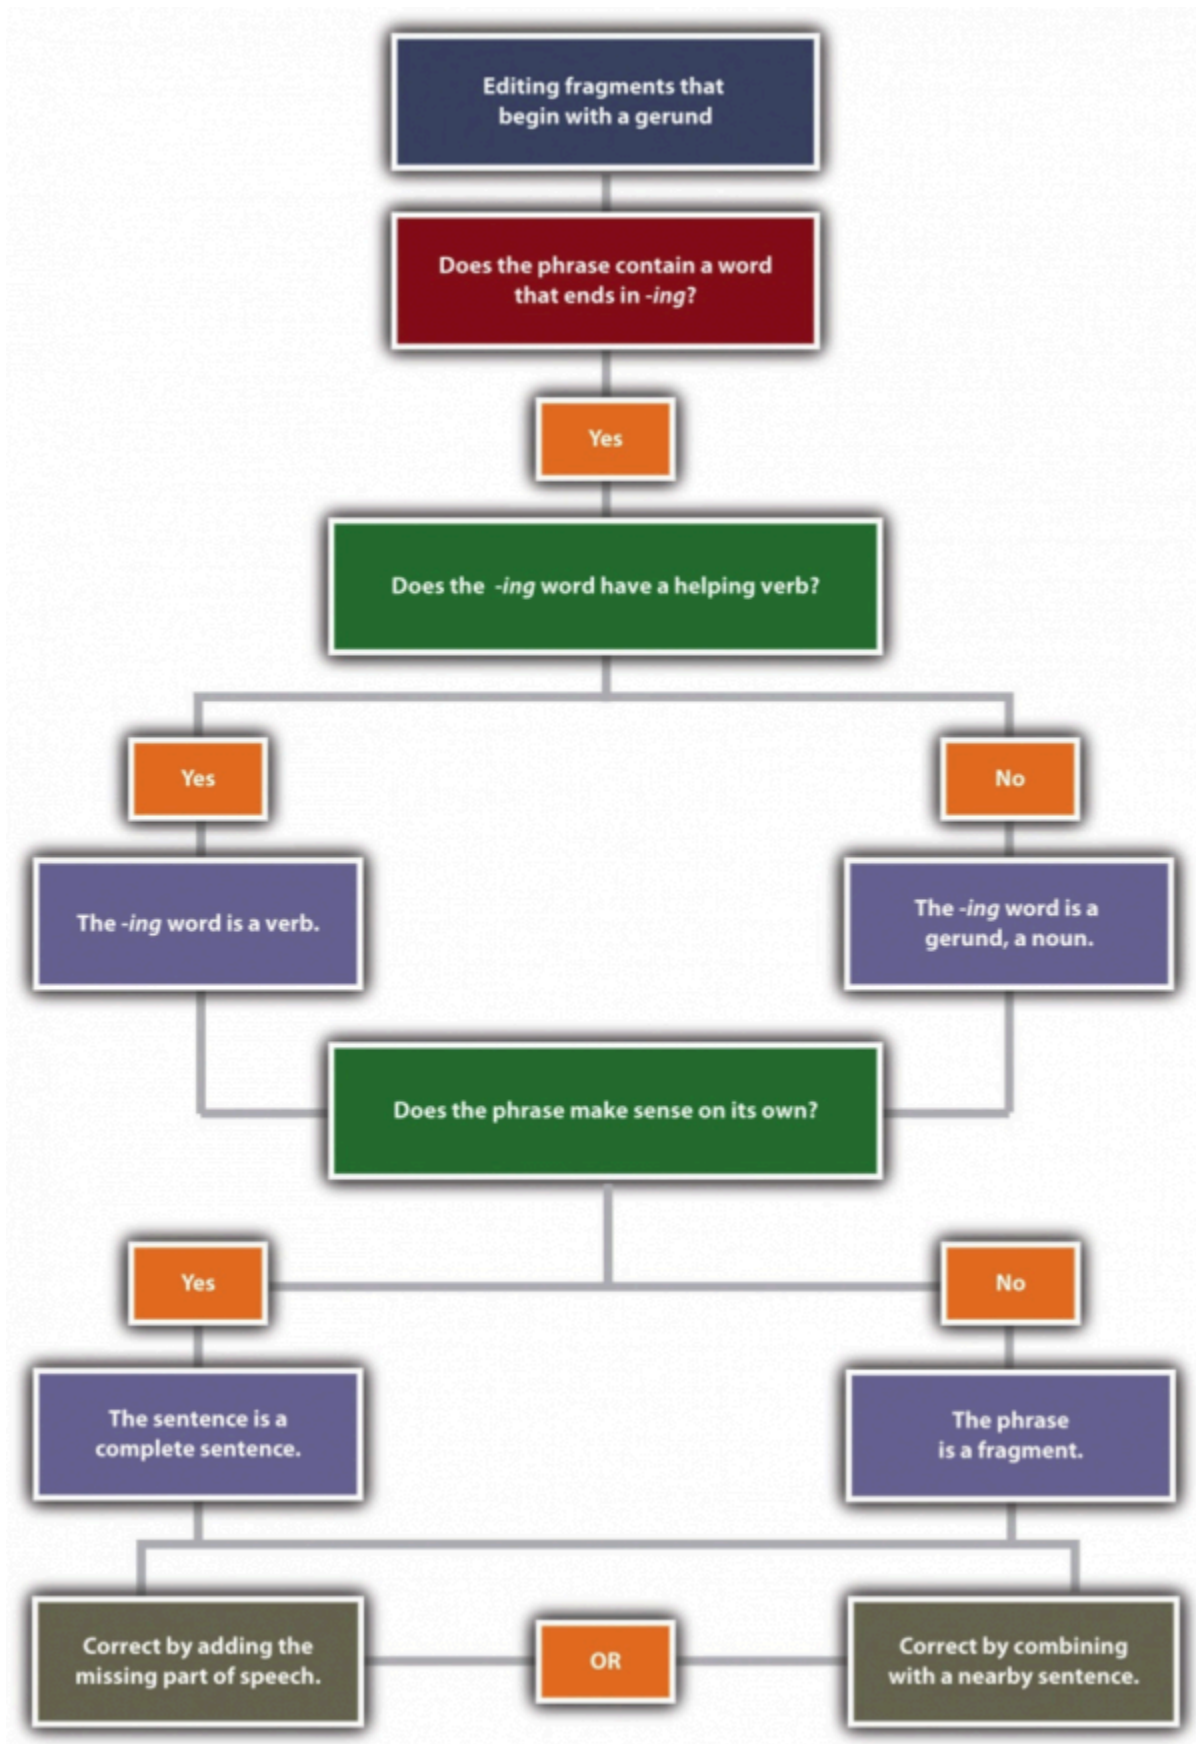 Editing fragments that
begin with a gerund
Does the phrase contain a word
that ends in -ing?
Yes
Does the -ing word have a helping verb?
Yes
No
The -ing word is a verb.
The -ing word is a
gerund, a noun.
Does the phrase make sense on its own?
Yes
No
The sentence is a
complete sentence.
The phrase
is a fragment.
Correct by adding the
missing part of speech.
OR
Correct by combining
with a nearby sentence.